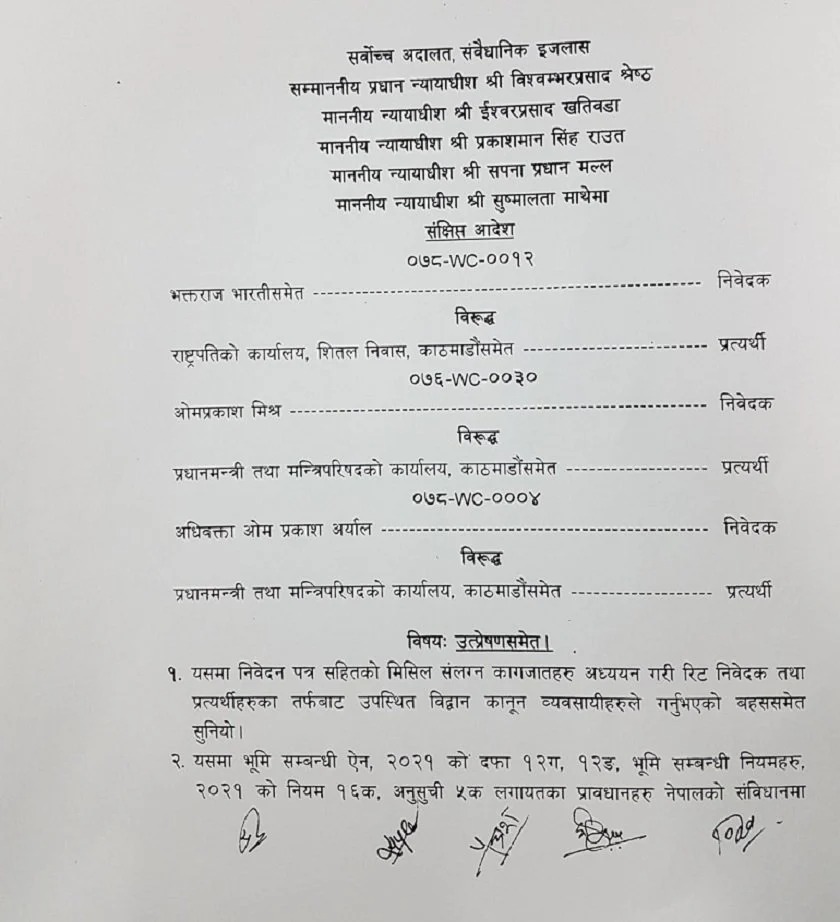 सर्वोच्च अदालत, संवैधानिक इजलास
सम्माननीय प्रधान न्यायाधीश श्री विश्वम्भरप्रसाद श्रेष्ठ
माननीय न्यायाधीश श्री ईश्वरप्रसाद खतिवडा
माननीय न्यायाधीश श्री प्रकाशमान सिंह राउत
माननीय न्यायाधीश श्री सपना प्रधान मल्ल
माननीय न्यायाधीश श्री सुष्मालता माथेमा
संक्षिप्त आदेश
०७८-WC-००१२
भक्तराज भारतीसमेत ------------------------------------------------------ निवेदक
विरूद्ध
राष्ट्रपतिको कार्यालय, शितल निवास, काठमाडौंसमेत -------------------------- प्रत्यर्थी
०७६-WC-००३०
ओमप्रकाश मिश्र ---------------------------------------------------------- निवेदक
विरूद्ध
प्रधानमन्त्री तथा मन्त्रिपरिषदको कार्यालय, काठमाडौंसमेत -------------------- प्रत्यर्थी
०७८-WC-०००४
अधिवक्ता ओम प्रकाश अर्याल ---------------------------------------------- निवेदक
विरूद्ध
प्रधानमन्त्री तथा मन्त्रिपरिषदको कार्यालय, काठमाडौंसमेत -------------------- प्रत्यर्थी
विषयः उत्प्रेषणसमेत।
१. यसमा निवेदन पत्र सहितको मिसिल संलग्न कागजातहरु अध्ययन गरी रिट निवेदक तथा
प्रत्यर्थीहरुका तर्फबाट उपस्थित विद्वान कानून व्यवसायीहरुले गर्नुभएको बहससमेत
सुनियो।
२. यसमा भूमि सम्बन्धी ऐन, २०२१ को दफा १२ग, १२ङ, भूमि सम्बन्धी नियमहरु,
२०२१ को नियम १६क, अनुसुची ५क लगायतका प्रावधानहरु नेपालको संविधानमा